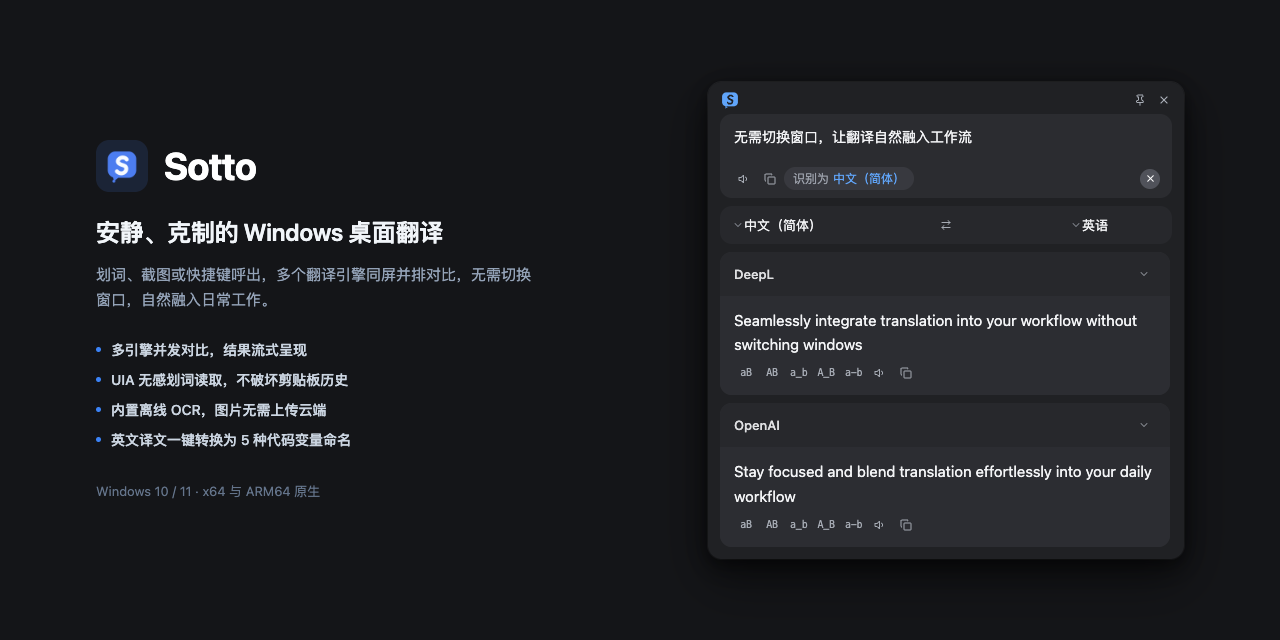 Sotto
安静、克制的 Windows 桌面翻译
划词、截图或快捷键呼出，多个翻译引擎同屏并排对比，无需切换
窗口，自然融入日常工作。
多引擎并发对比，结果流式呈现
UIA 无感划词读取，不破坏剪贴板历史
内置离线 OCR，图片无需上传云端
英文译文一键转换为 5 种代码变量命名
Windows 10 / 11 · x64 与 ARM64 原生
S
无需切换窗口，让翻译自然融入工作流
识别为 中文（简体）
中文（简体） ⇄ 英语
DeepL
Seamlessly integrate translation into your workflow without
switching windows
aB AB a_b A_B a-b
OpenAI
Stay focused and blend translation effortlessly into your daily
workflow
aB AB a_b A_B a-b